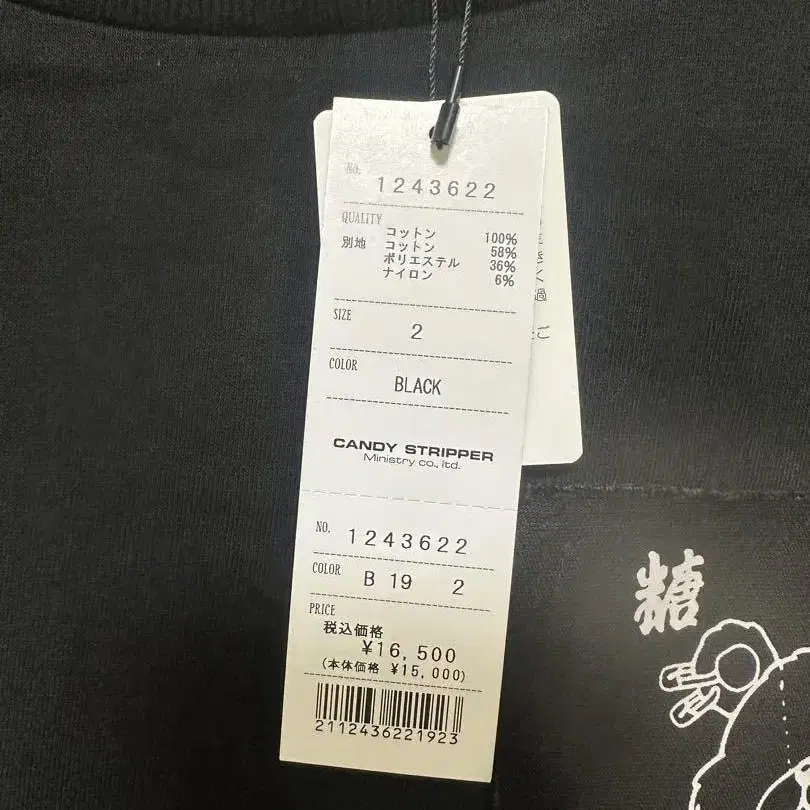 No. 1243622
QUALITY
コットン 100%
別地 コットン 58%
ポリエステル 36%
ナイロン 6%
SIZE
2
COLOR
BLACK
CANDY STRIPPER
Ministry co., ltd.
NO. 1243622
COLOR B 19 2
PRICE
税込価格
¥16,500
(本体価格 ¥15,000)
2112436221923
過
ご
糖